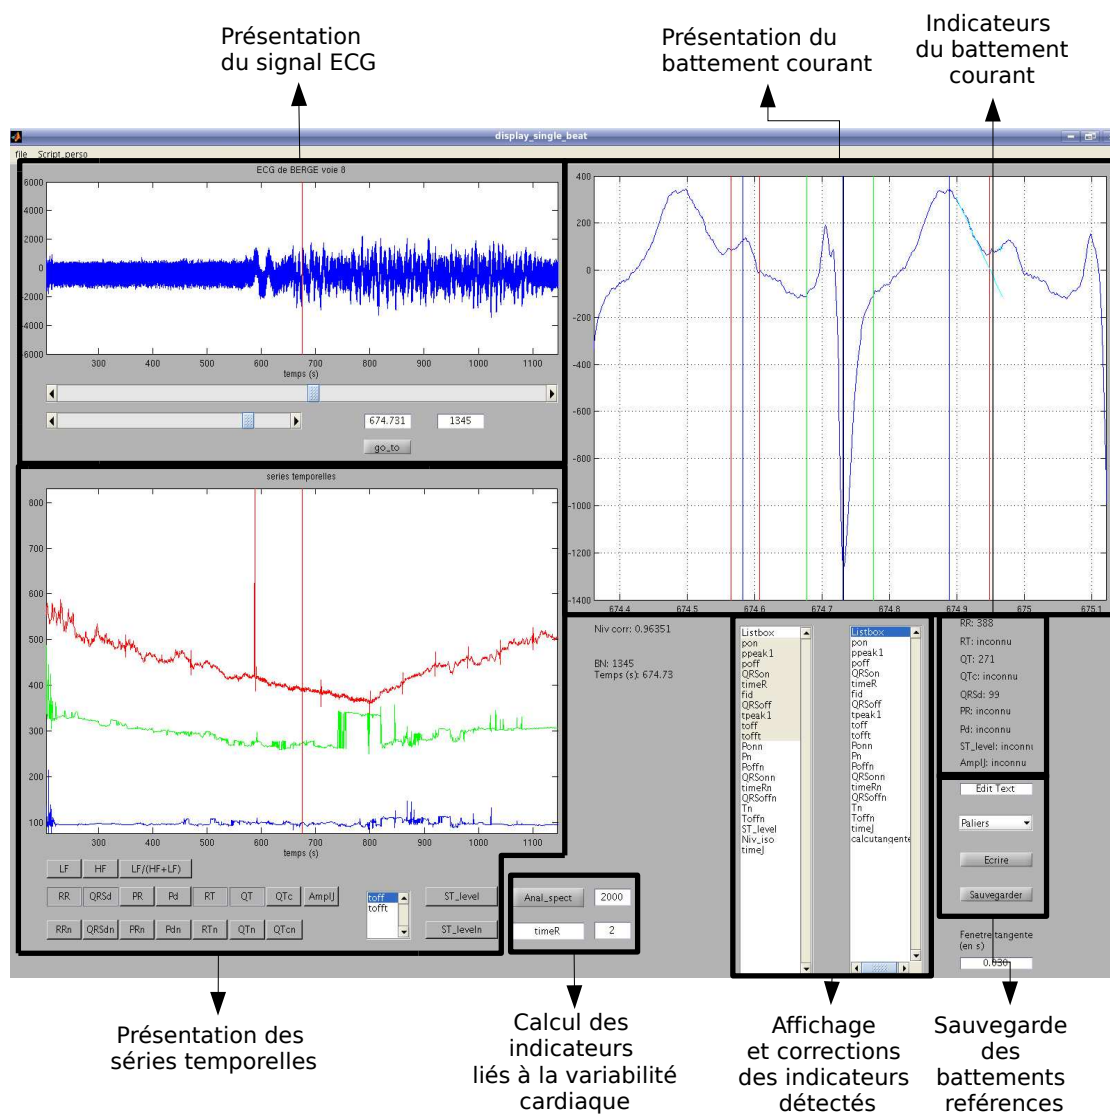 Présentation
du signal ECG
Présentation du
battement courant
Indicateurs
du battement
courant
display_single_beat
file Script_perso
ECG de BERGE voie 8
6000
4000
2000
0
-2000
-4000
6000
300 400 500 600 700 800 900 1000 1100
temps (s)
674.731 1345
go_to
400
200
0
-200
-400
-600
-800
-1000
-1200
-1400
674.4 674.5 674.6 674.7 674.8 674.9 675 675.1
series temporelles
800
700
600
500
400
300
200
100
300 400 500 600 700 800 900 1000 1100
temps (s)
LF HF LF/(HF+LF)
RR QRSd PR Pd RT QT QTc AmplJ
RRn QRSdn PRn Pdn RTn QTn QTcn
toff
tofft
ST_level
ST_leveln
Niv corr: 0.96351
BN: 1345
Temps (s): 674.73
Anal_spect 2000
timeR 2
Listbox
pon
ppeak1
poff
QRSon
timeR
fid
QRSoff
tpeak1
toff
tofft
Ponn
Pn
Poffn
QRSonn
timeRn
QRSoffn
Tn
Toffn
ST_level
Niv_iso
timeJ
Listbox
pon
ppeak1
poff
QRSon
timeR
fid
QRSoff
tpeak1
toff
tofft
Ponn
Pn
Poffn
QRSonn
timeRn
QRSoffn
Tn
Toffn
timeJ
calcutangente
RR: 388
RT: inconnu
QT: 271
QTc: inconnu
QRSd: 99
PR: inconnu
Pd: inconnu
ST_level: inconnu
AmplJ: inconnu
Edit Text
Paliers
Ecrire
Sauvegarder
Fenetre tangente
(en s)
0.030
Présentation des
séries temporelles
Calcul des
indicateurs
liés à la variabilité
cardiaque
Affichage
et corrections
des indicateurs
détectés
Sauvegarde
des
battements
reférences